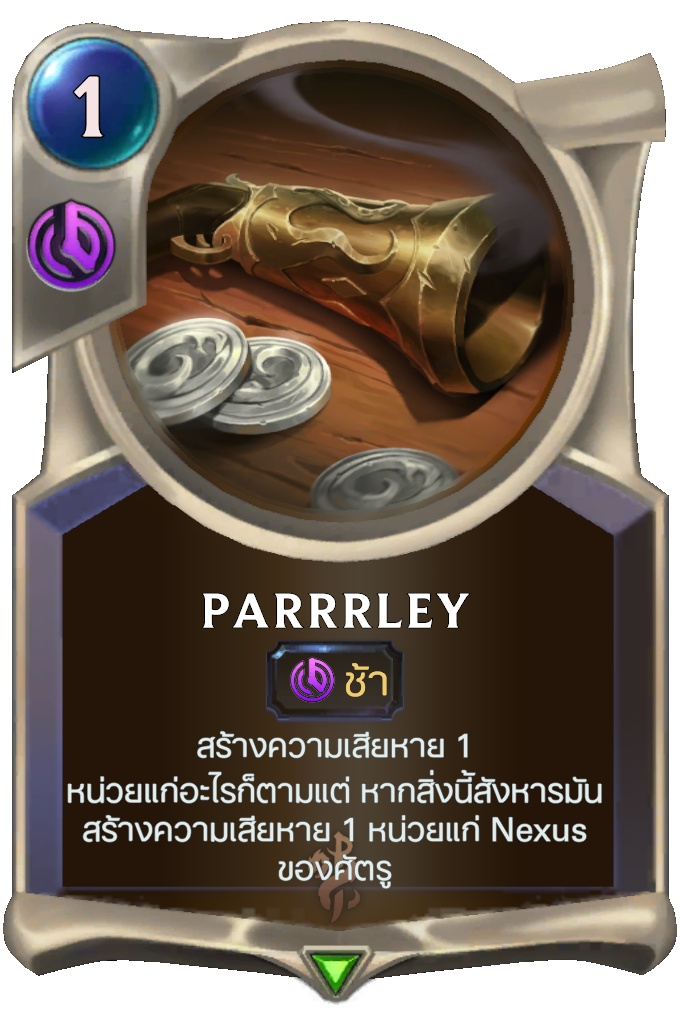 1
PARRRLEY
ช้า
สร้างความเสียหาย 1
หน่วยแก่อะไรก็ตามแต่ หากสิ่งนี้สังหารมัน
สร้างความเสียหาย 1 หน่วยแก่ Nexus
ของศัตรู